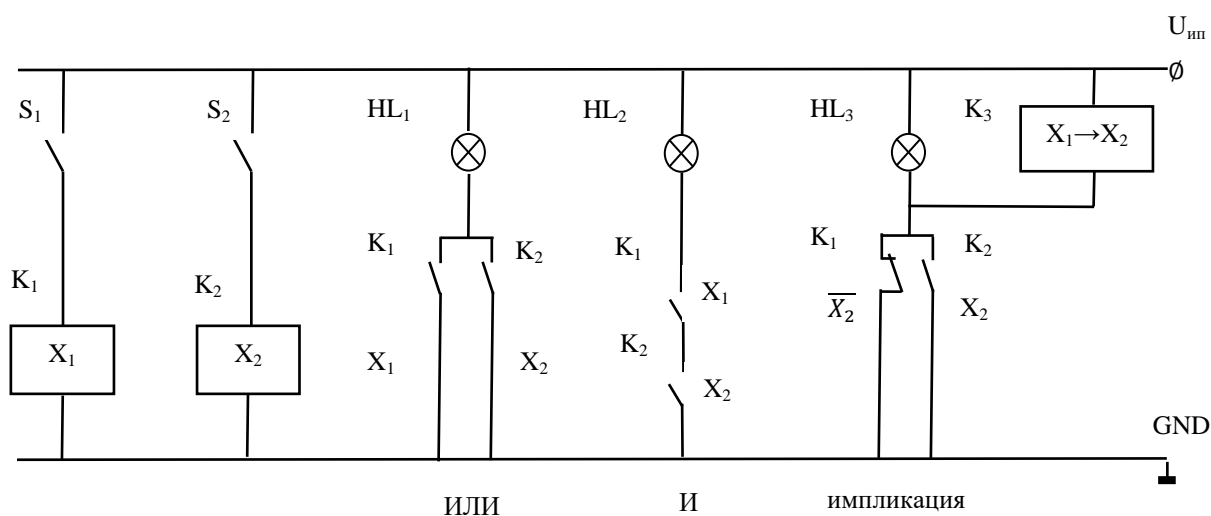 Uип
S1
S2
HL1
HL2
HL3
K3
X1→X2
K1
K2
K1
K1
K2
K1
K2
X1
X̅2̅
X2
K2
X1
X2
X1
X2
X2
GND
ИЛИ
И
импликация